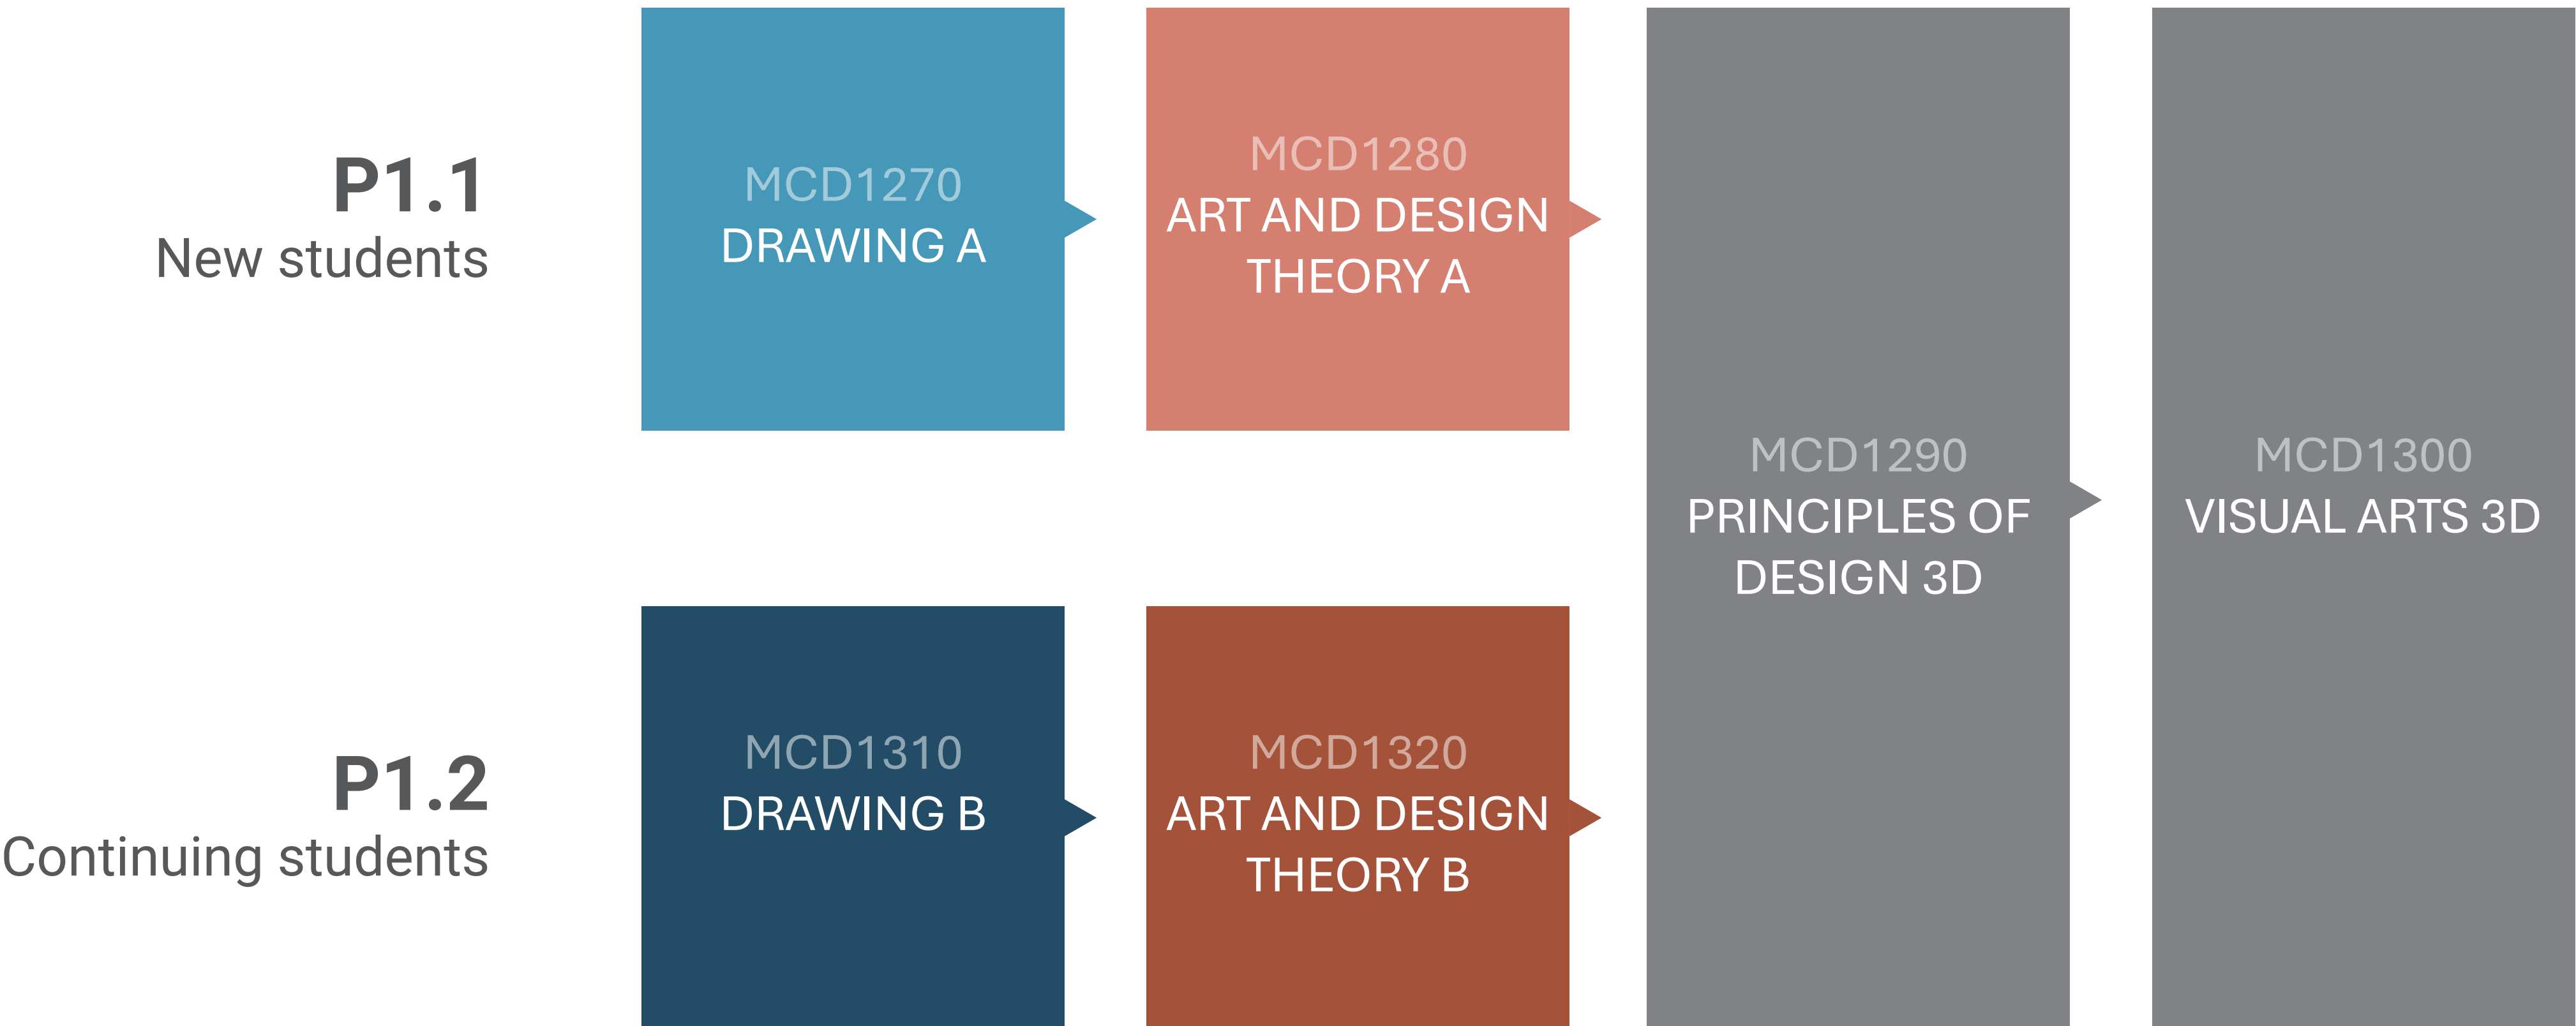 P1.1
New students
MCD1270
DRAWING A
MCD1280
ART AND DESIGN
THEORY A
MCD1290
PRINCIPLES OF
DESIGN 3D
MCD1300
VISUAL ARTS 3D
P1.2
Continuing students
MCD1310
DRAWING B
MCD1320
ART AND DESIGN
THEORY B